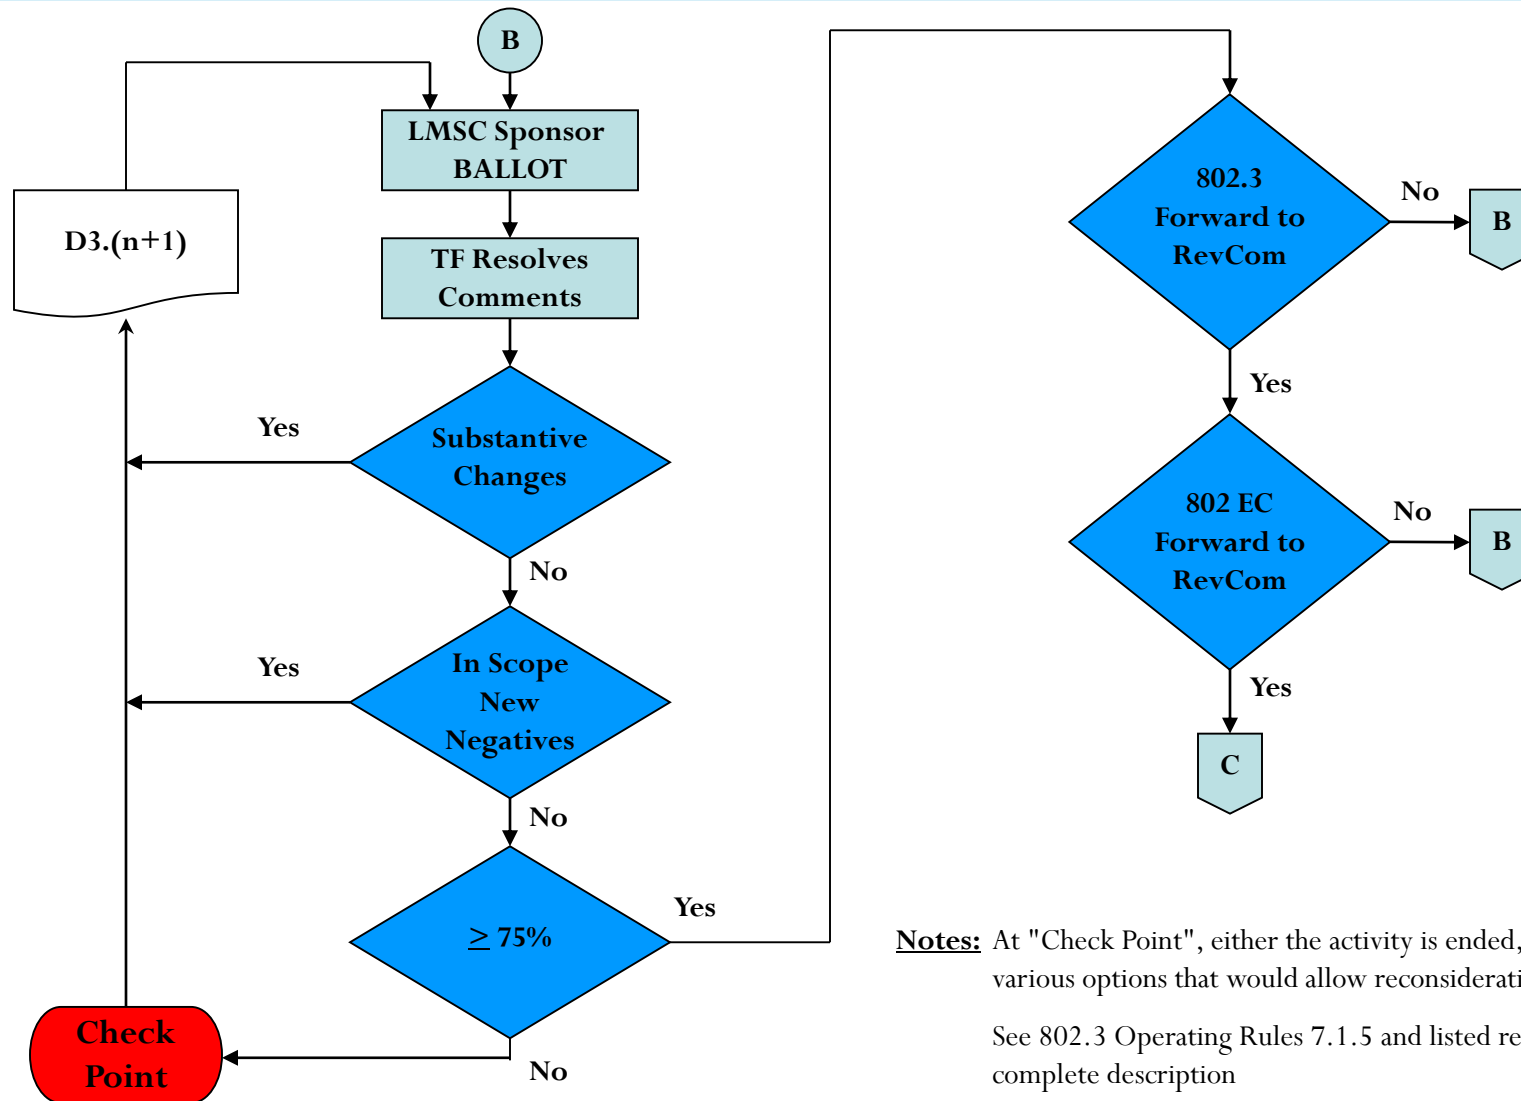 B
LMSC Sponsor
BALLOT
D3.(n+1)
TF Resolves
Comments
Yes
Substantive
Changes
No
Yes
In Scope
New
Negatives
No
≥ 75%
Yes
Check
Point
No
802.3
Forward to
RevCom
No
B
Yes
802 EC
Forward to
RevCom
No
B
Yes
C
Notes: At "Check Point", either the activity is ended,
various options that would allow
See 802.3 Operating Rules 7.1.5 and listed
complete description